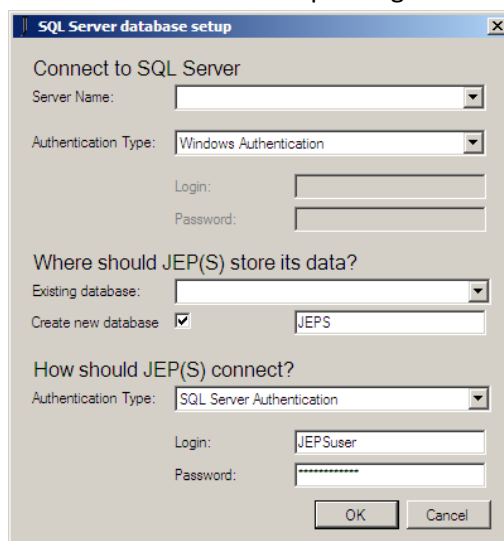 SQL Server database setup
Connect to SQL Server
Server Name:
Authentication Type: Windows Authentication
Login:
Password:
Where should JEP(S) store its data?
Existing database:
Create new database JEPS
How should JEP(S) connect?
Authentication Type: SQL Server Authentication
Login: JEPSuser
Password: ************
OK Cancel